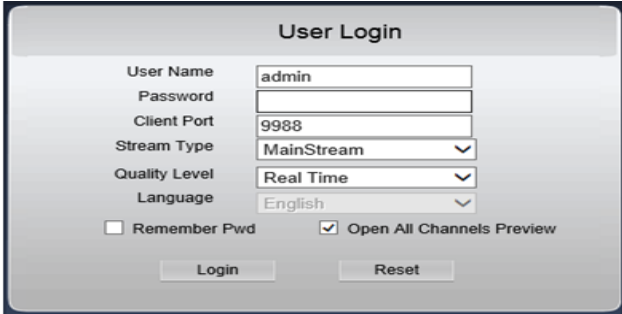 User Login
User Name admin
Password
Client Port 9988
Stream Type MainStream
Quality Level Real Time
Language English
Remember Pwd Open All Channels Preview
Login Reset